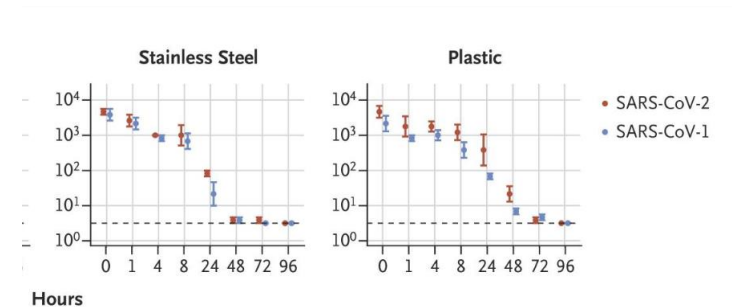 Stainless Steel
Plastic
10⁴
10³
10²
10¹
10⁰
0 1 4 8 24 48 72 96
10⁴
10³
10²
10¹
10⁰
0 1 4 8 24 48 72 96
SARS-CoV-2
SARS-CoV-1
Hours